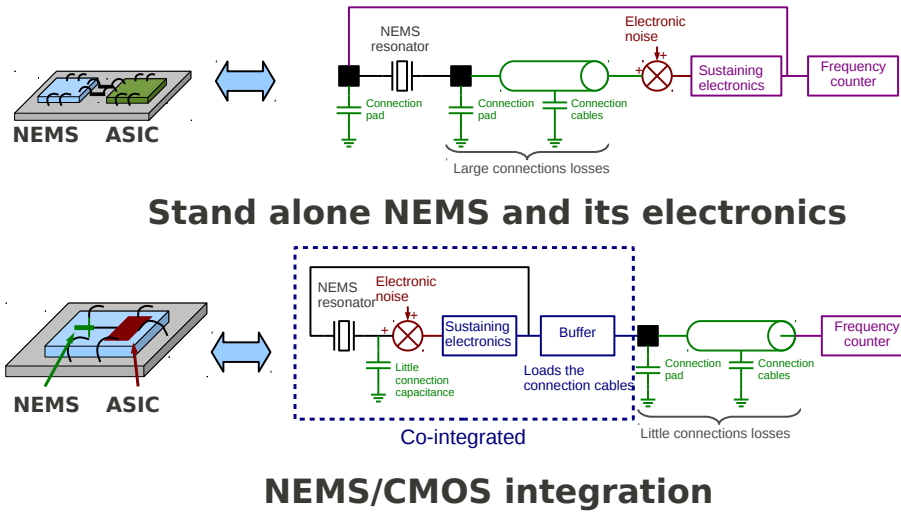 NEMS
resonator
Electronic
noise
+
+
Sustaining
electronics
Frequency
counter
Connection
pad
Connection
pad
Connection
cables
NEMS ASIC
Large connections losses
Stand alone NEMS and its electronics
NEMS
resonator
Electronic
noise
+
+
Sustaining
electronics
Buffer
Frequency
counter
Little
connection
capacitance
Loads the
connection cables
Connection
pad
Connection
cables
NEMS ASIC
Co-integrated
Little connections losses
NEMS/CMOS integration